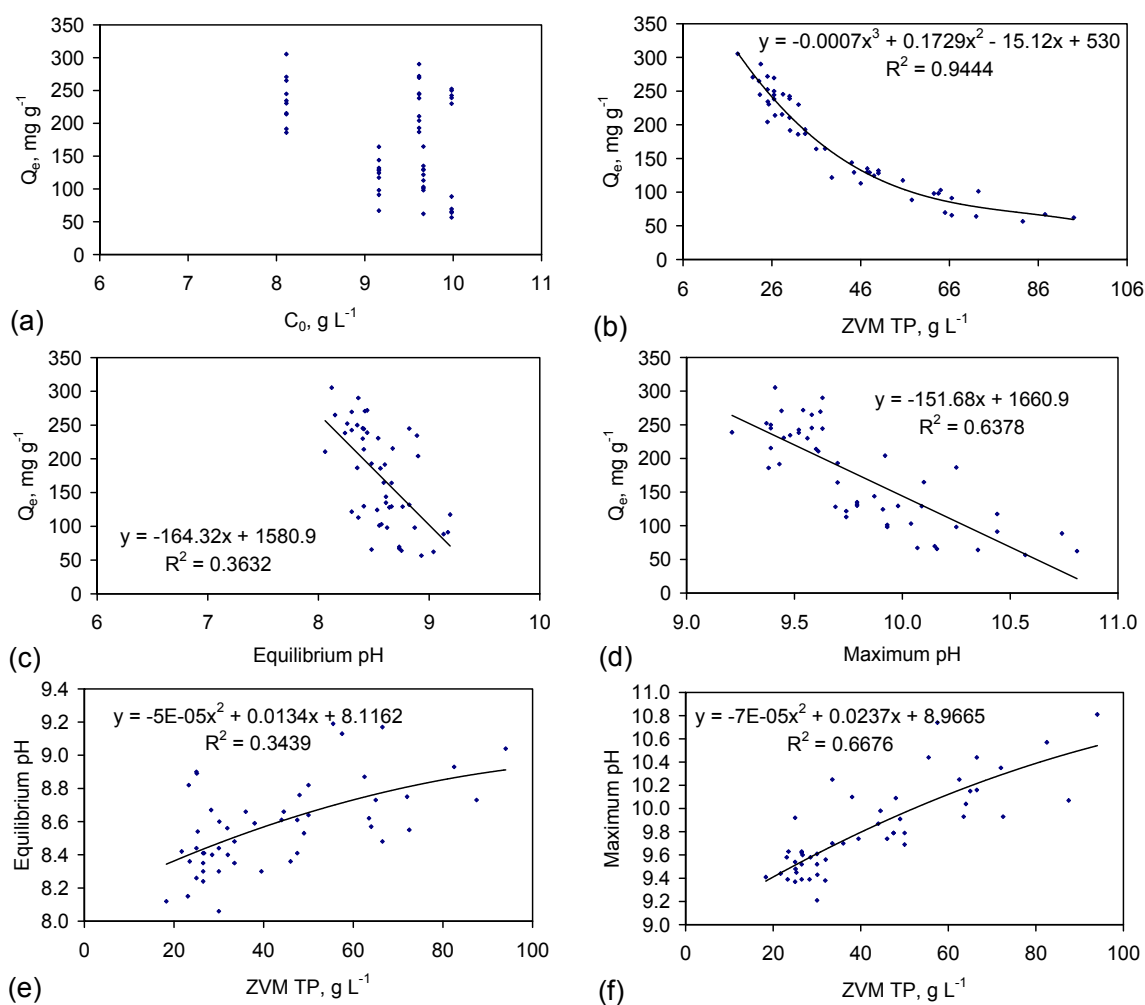 350
300
250
200
150
100
50
0
Qe, mg g-1
6 7 8 9 10 11
C0, g L-1
(a)
350
300
250
200
150
100
50
0
Qe, mg g-1
y = -0.0007x3 + 0.1729x2 - 15.12x + 530
R2 = 0.9444
6 26 46 66 86 106
ZVM TP, g L-1
(b)
350
300
250
200
150
100
50
0
Qe, mg g-1
y = -164.32x + 1580.9
R2 = 0.3632
6 7 8 9 10
Equilibrium pH
(c)
350
300
250
200
150
100
50
0
Qe, mg g-1
y = -151.68x + 1660.9
R2 = 0.6378
9.0 9.5 10.0 10.5 11.0
Maximum pH
(d)
9.4
9.2
9.0
8.8
8.6
8.4
8.2
8.0
Equilibrium pH
y = -5E-05x2 + 0.0134x + 8.1162
R2 = 0.3439
0 20 40 60 80 100
ZVM TP, g L-1
(e)
11.0
10.8
10.6
10.4
10.2
10.0
9.8
9.6
9.4
9.2
9.0
Maximum pH
y = -7E-05x2 + 0.0237x + 8.9665
R2 = 0.6676
0 20 40 60 80 100
ZVM TP, g L-1
(f)